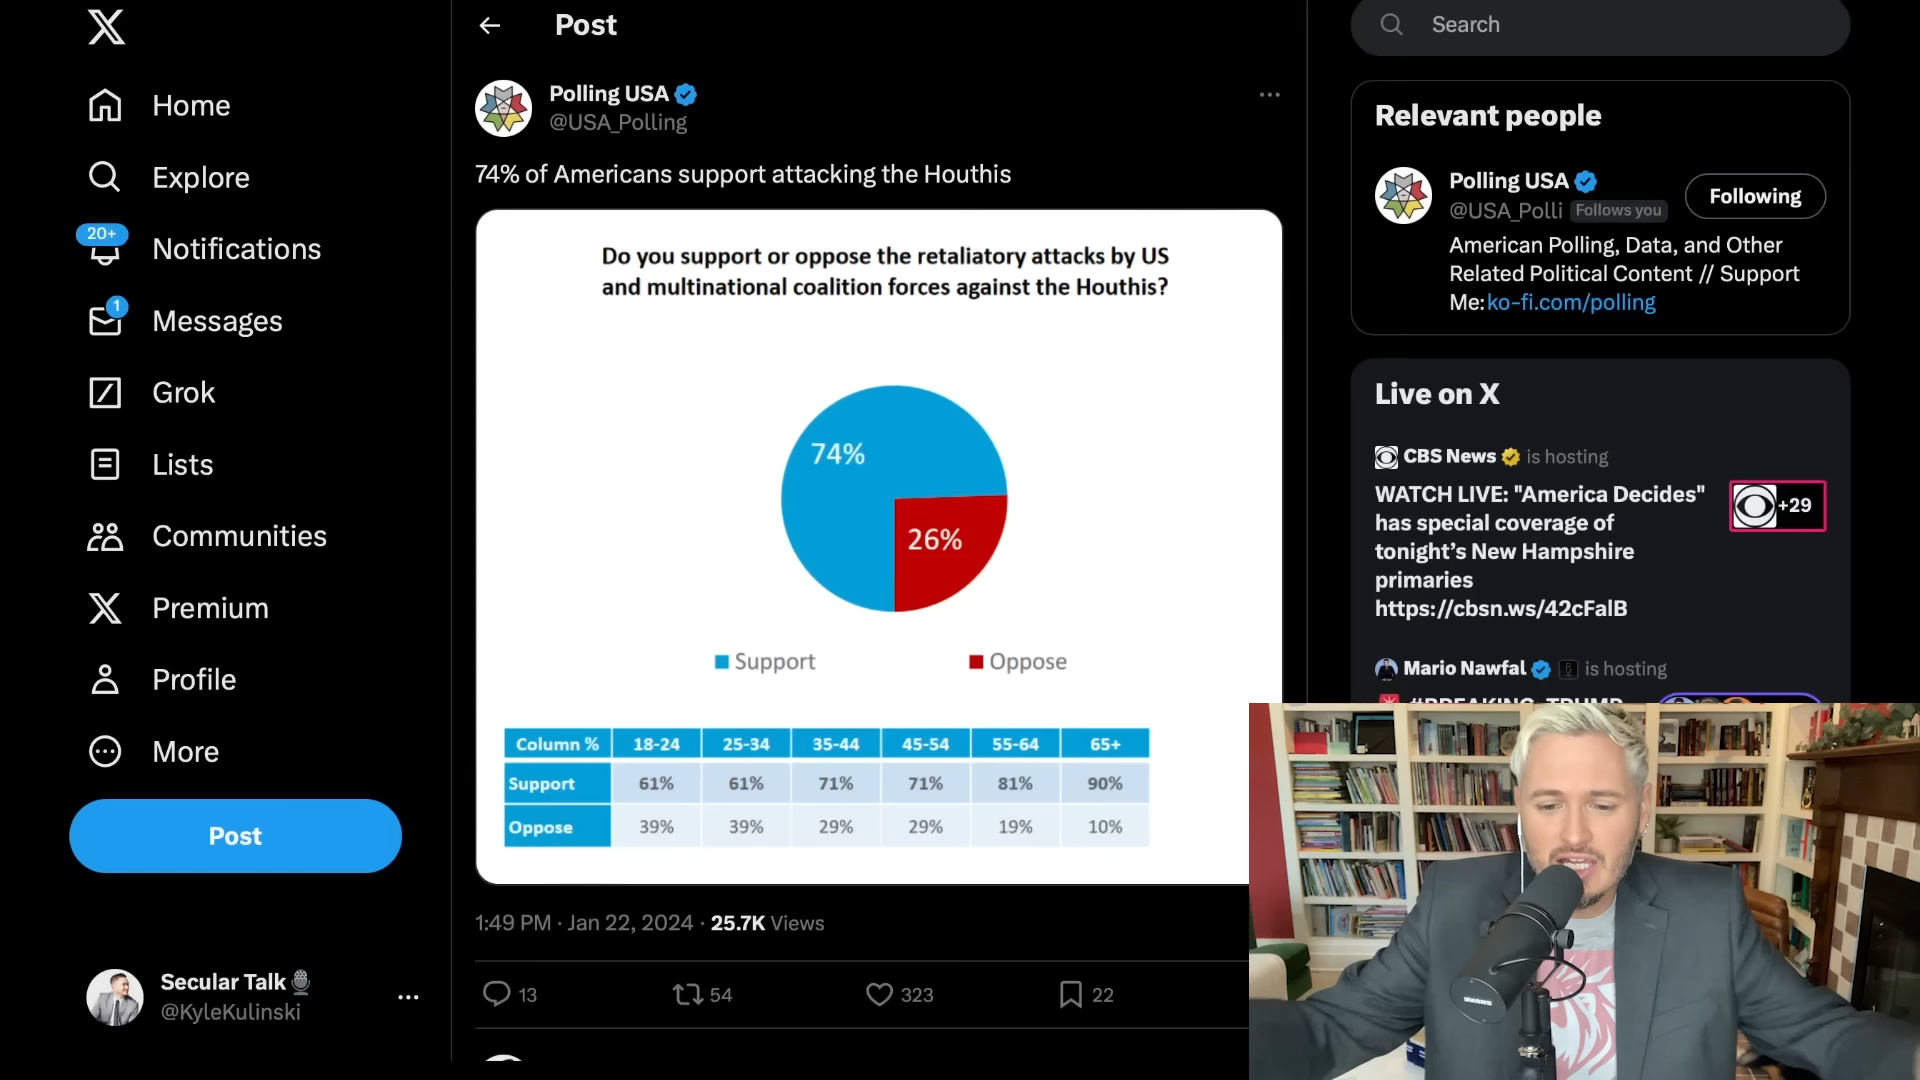 Home
Explore
20+
Notifications
1
Messages
Grok
Lists
Communities
Premium
Profile
More
Post
Secular Talk
@KyleKulinski
Post
Polling USA
@USA_Polling
74% of Americans support attacking the Houthis
Do you support or oppose the retaliatory attacks by US
and multinational coalition forces against the Houthis?
74%
26%
Support Oppose
Column % 18-24 25-34 35-44 45-54 55-64 65+
Support 61% 61% 71% 71% 81% 90%
Oppose 39% 39% 29% 29% 19% 10%
1:49 PM · Jan 22, 2024 · 25.7K Views
13 54 323 22
Search
Relevant people
Polling USA
@USA_Polli Follows you
Following
American Polling, Data, and Other
Related Political Content // Support
Me: ko-fi.com/polling
Live on X
CBS News is hosting
WATCH LIVE: "America Decides"
has special coverage of
tonight’s New Hampshire
primaries
https://cbsn.ws/42cFalB
+29
Mario Nawfal is hosting
#BREAKING TRUMP